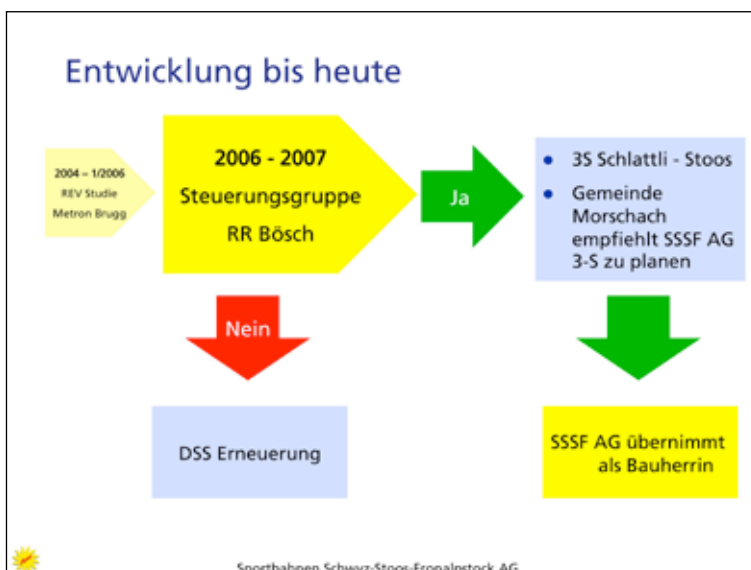 Entwicklung bis heute
2004 – 1/2006
REV Studie
Metron Brugg
2006 - 2007
Steuerungsgruppe
RR Bösch
Ja
• 3S Schlattli - Stoos
• Gemeinde
Morschach
empfiehlt SSSF AG
3-S zu planen
Nein
DSS Erneuerung
SSSF AG übernimmt
als Bauherrin
Sportbahnen Schwyz-Stoos-Fronalpstock AG